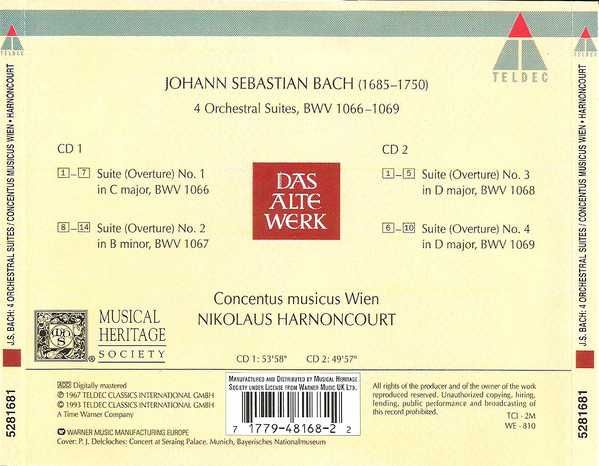 TELDEC
JOHANN SEBASTIAN BACH (1685–1750)
4 Orchestral Suites, BWV 1066–1069
CD 1
1 – 7 Suite (Overture) No. 1
in C major, BWV 1066
8 – 14 Suite (Overture) No. 2
in B minor, BWV 1067
DAS
ALTE
WERK
CD 2
1 – 5 Suite (Overture) No. 3
in D major, BWV 1068
6 – 10 Suite (Overture) No. 4
in D major, BWV 1069
Concentus musicus Wien
NIKOLAUS HARNONCOURT
CD 1: 53'58" CD 2: 49'57"
MUSICAL
HERITAGE
SOCIETY
ADD Digitally mastered
℗ 1967 TELDEC CLASSICS INTERNATIONAL GMBH
© 1993 TELDEC CLASSICS INTERNATIONAL GMBH
A Time Warner Company
WARNER MUSIC MANUFACTURING EUROPE
Cover: P. J. Delcloches: Concert at Seraing Palace. Munich, Bayerisches Nationalmuseum
MANUFACTURED AND DISTRIBUTED BY MUSICAL HERITAGE
SOCIETY UNDER LICENSE FROM WARNER MUSIC UK LTD.
7 17794-48168-2 2
All rights of the producer and of the owner of the work
reproduced reserved. Unauthorized copying, hiring,
lending, public performance and broadcasting of
this record prohibited.
TCI - 2M
WE - 810
J.S. BACH: 4 ORCHESTRAL SUITES / CONCENTUS MUSICUS WIEN • HARNONCOURT
5281681
J.S. BACH: 4 ORCHESTRAL SUITES / CONCENTUS MUSICUS WIEN • HARNONCOURT
5281681